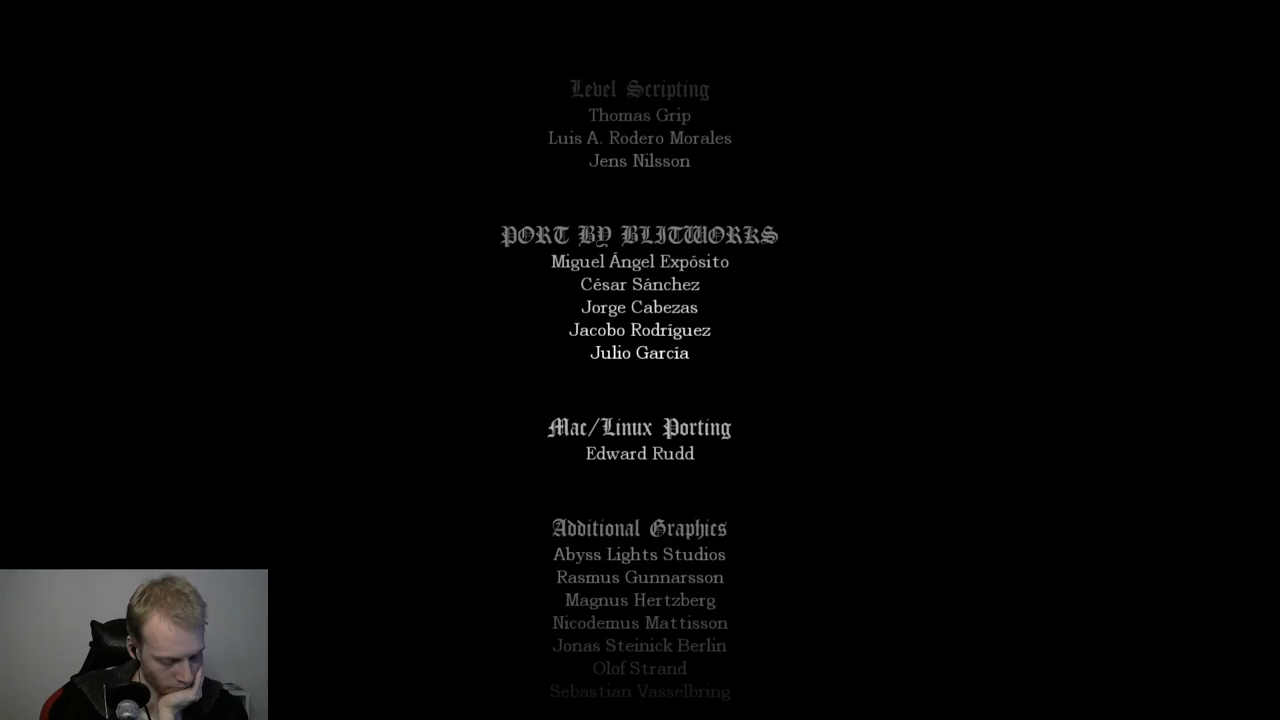 Level Scripting
Thomas Grip
Luis A. Rodero Morales
Jens Nilsson
PORT BY BLITWORKS
Miguel Ángel Expósito
César Sánchez
Jorge Cabezas
Jacobo Rodríguez
Julio García
Mac/Linux Porting
Edward Rudd
Additional Graphics
Abyss Lights Studios
Rasmus Gunnarsson
Magnus Hertzberg
Nicodemus Mattisson
Jonas Steinick Berlin
Olof Strand
Sebastian Vasselbring